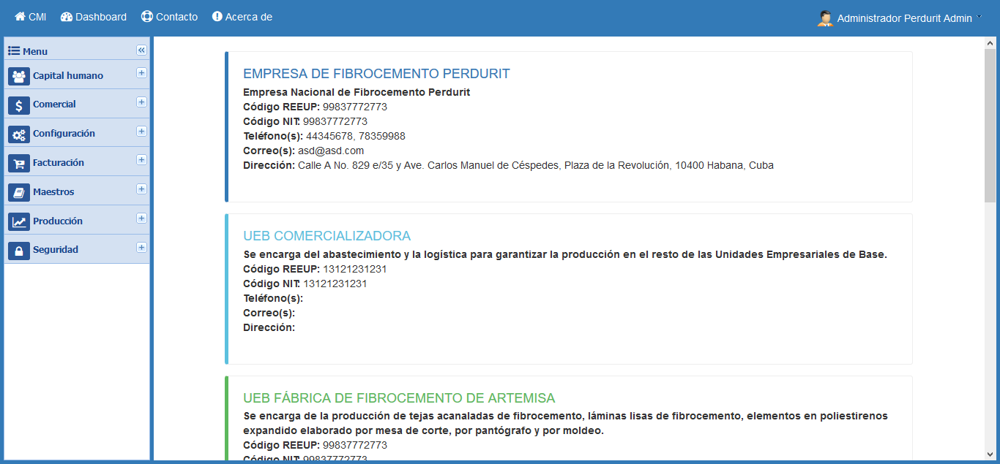 CMI Dashboard Contacto Acerca de Administrador Perdurit Admin
Menu
Capital humano
Comercial
Configuración
Facturación
Maestros
Producción
Seguridad
EMPRESA DE FIBROCEMENTO PERDURIT
Empresa Nacional de Fibrocemento Perdurit
Código REEUP: 99837772773
Código NIT: 99837772773
Teléfono(s): 44345678, 78359988
Correo(s): asd@asd.com
Dirección: Calle A No. 829 e/35 y Ave. Carlos Manuel de Céspedes, Plaza de la Revolución, 10400 Habana, Cuba
UEB COMERCIALIZADORA
Se encarga del abastecimiento y la logística para garantizar la producción en el resto de las Unidades Empresariales de Base.
Código REEUP: 13121231231
Código NIT: 13121231231
Teléfono(s):
Correo(s):
Dirección:
UEB FÁBRICA DE FIBROCEMENTO DE ARTEMISA
Se encarga de la producción de tejas acanaladas de fibrocemento, láminas lisas de fibrocemento, elementos en poliestirenos
expandido elaborado por mesa de corte, por pantógrafo y por moldeo.
Código REEUP: 99837772773
Código NIT: 99837772773